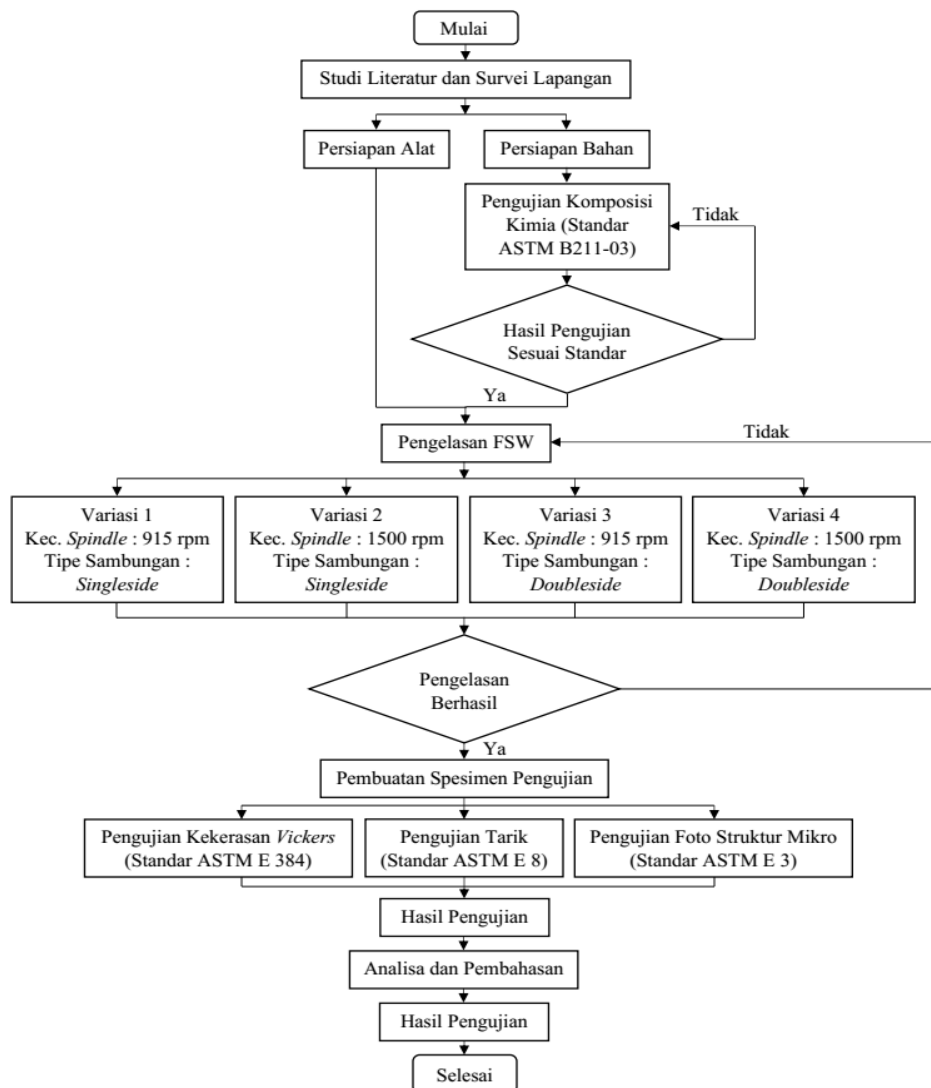 Mulai
Studi Literatur dan Survei Lapangan
Persiapan Alat
Persiapan Bahan
Pengujian Komposisi
Kimia (Standar
ASTM B211-03)
Tidak
Hasil Pengujian
Sesuai Standar
Ya
Pengelasan FSW
Tidak
Variasi 1
Kec. Spindle : 915 rpm
Tipe Sambungan :
Singleside
Variasi 2
Kec. Spindle : 1500 rpm
Tipe Sambungan :
Singleside
Variasi 3
Kec. Spindle : 915 rpm
Tipe Sambungan :
Doubleside
Variasi 4
Kec. Spindle : 1500 rpm
Tipe Sambungan :
Doubleside
Pengelasan
Berhasil
Ya
Pembuatan Spesimen Pengujian
Pengujian Kekerasan Vickers
(Standar ASTM E 384)
Pengujian Tarik
(Standar ASTM E 8)
Pengujian Foto Struktur Mikro
(Standar ASTM E 3)
Hasil Pengujian
Analisa dan Pembahasan
Hasil Pengujian
Selesai